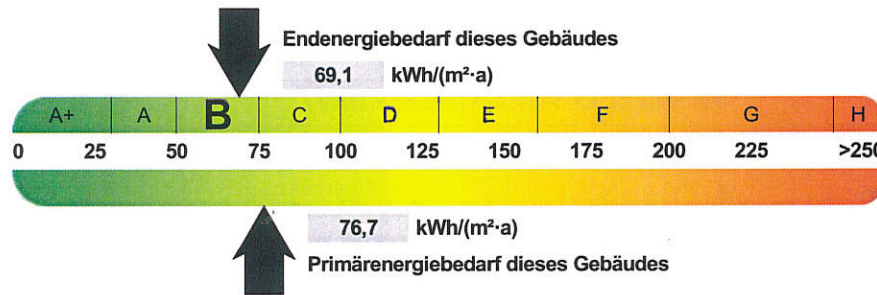 Endenergiebedarf dieses Gebäudes
69,1 kWh/(m²·a)
A+ A B C D E F G H
0 25 50 75 100 125 150 175 200 225 >250
76,7 kWh/(m²·a)
Primärenergiebedarf dieses Gebäudes